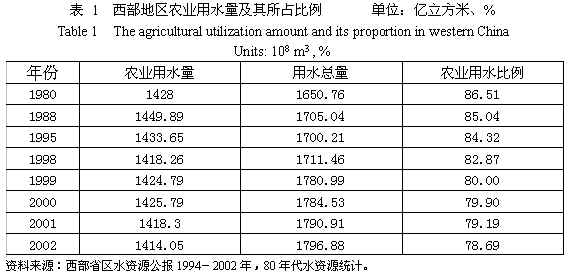 表 1 西部地区农业用水量及其所占比例 单位：亿立方米、%
Table 1 The agricultural utilization amount and its proportion in western China
Units: 10⁸ m³ , %
年份 农业用水量 用水总量 农业用水比例
1980 1428 1650.76 86.51
1988 1449.89 1705.04 85.04
1995 1433.65 1700.21 84.32
1998 1418.26 1711.46 82.87
1999 1424.79 1780.99 80.00
2000 1425.79 1784.53 79.90
2001 1418.3 1790.91 79.19
2002 1414.05 1796.88 78.69
资料来源：西部省区水资源公报 1994－2002 年，80 年代水资源统计。